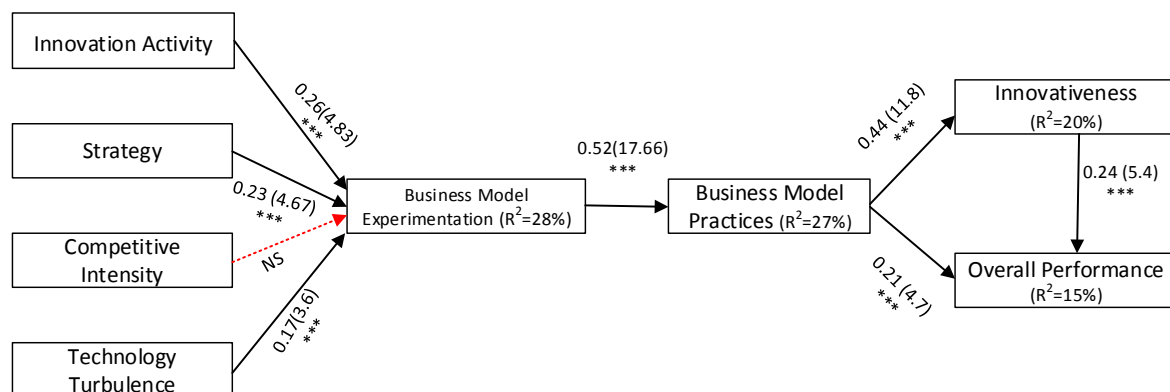 Innovation Activity
Strategy
Competitive
Intensity
Technology
Turbulence
0.26(4.83)
***
0.23 (4.67)
***
NS
0.17(3.6)
***
Business Model
Experimentation (R²=28%)
0.52(17.66)
***
Business Model
Practices (R²=27%)
0.44 (11.8)
***
0.21 (4.7)
***
Innovativeness
(R²=20%)
0.24 (5.4)
***
Overall Performance
(R²=15%)